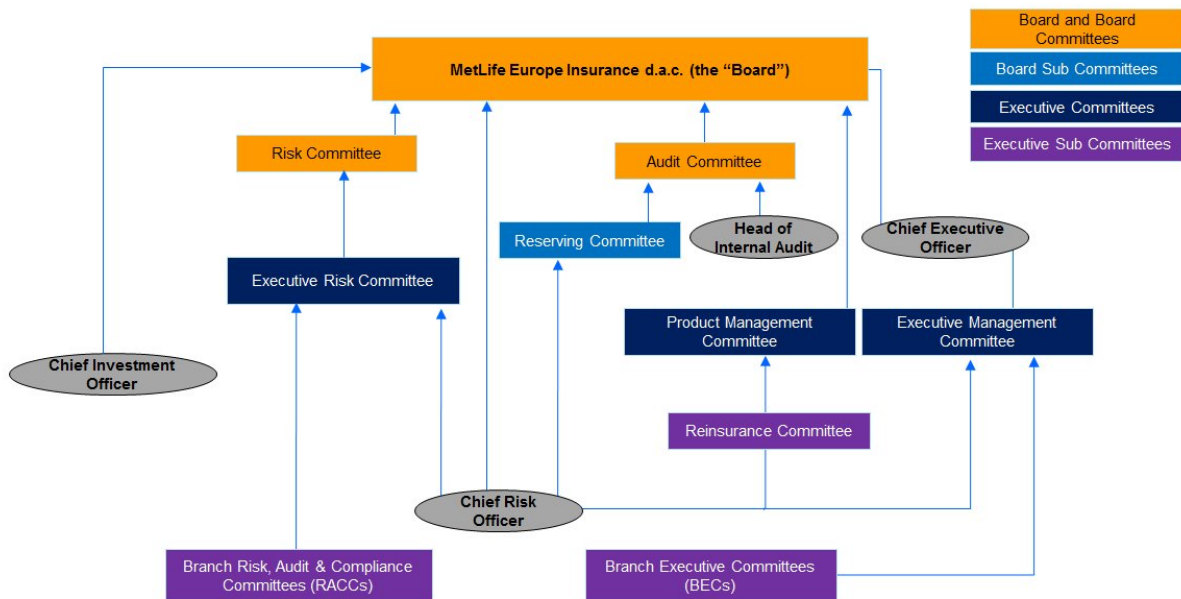 Board and Board
Committees
MetLife Europe Insurance d.a.c. (the “Board”)
Board Sub Committees
Executive Committees
Executive Sub Committees
Risk Committee
Audit Committee
Reserving Committee
Head of
Internal Audit
Chief Executive
Officer
Executive Risk Committee
Product Management
Committee
Executive Management
Committee
Chief Investment
Officer
Reinsurance Committee
Chief Risk
Officer
Branch Risk, Audit & Compliance
Committees (RACCs)
Branch Executive Committees
(BECs)